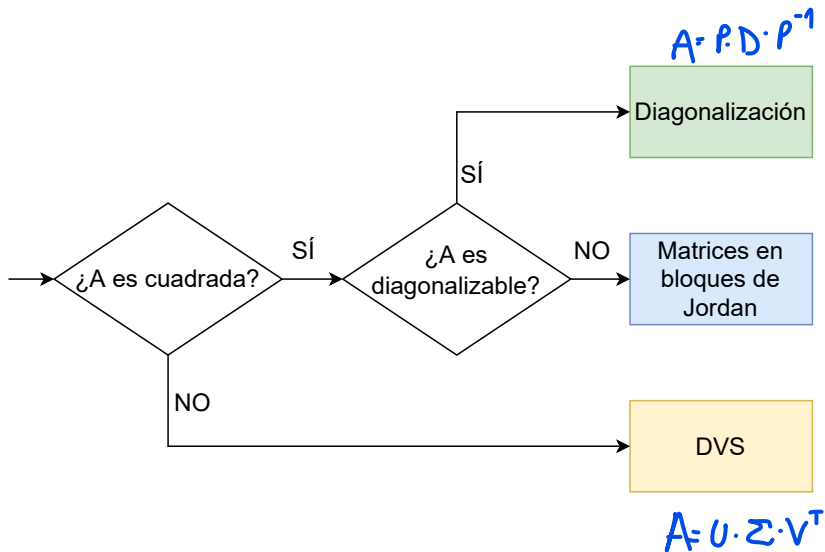 A = P·D·P⁻¹
Diagonalización
SÍ
¿A es cuadrada?
SÍ
¿A es
diagonalizable?
NO
Matrices en
bloques de
Jordan
NO
DVS
A = U·Σ·Vᵀ